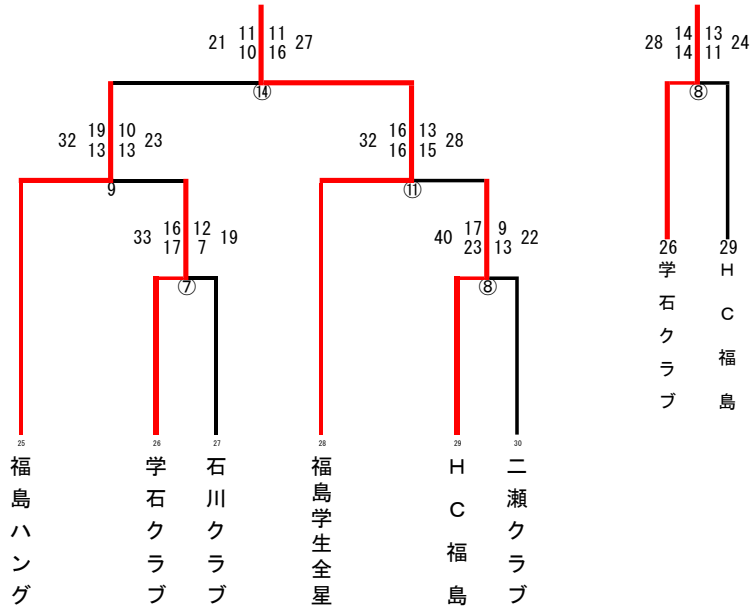 21 11 11 27
10 16
28 14 13 24
14 11
⑭
⑧
32 19 10 23
13 13
32 16 13 28
16 15
9
⑪
33 16 12 19
17 7
40 17 9 22
23 13
⑦
⑧
26
学石クラブ
29
HC福島
25
福島ハング
26
学石クラブ
27
石川クラブ
28
福島学生全星
29
HC福島
30
二瀬クラブ